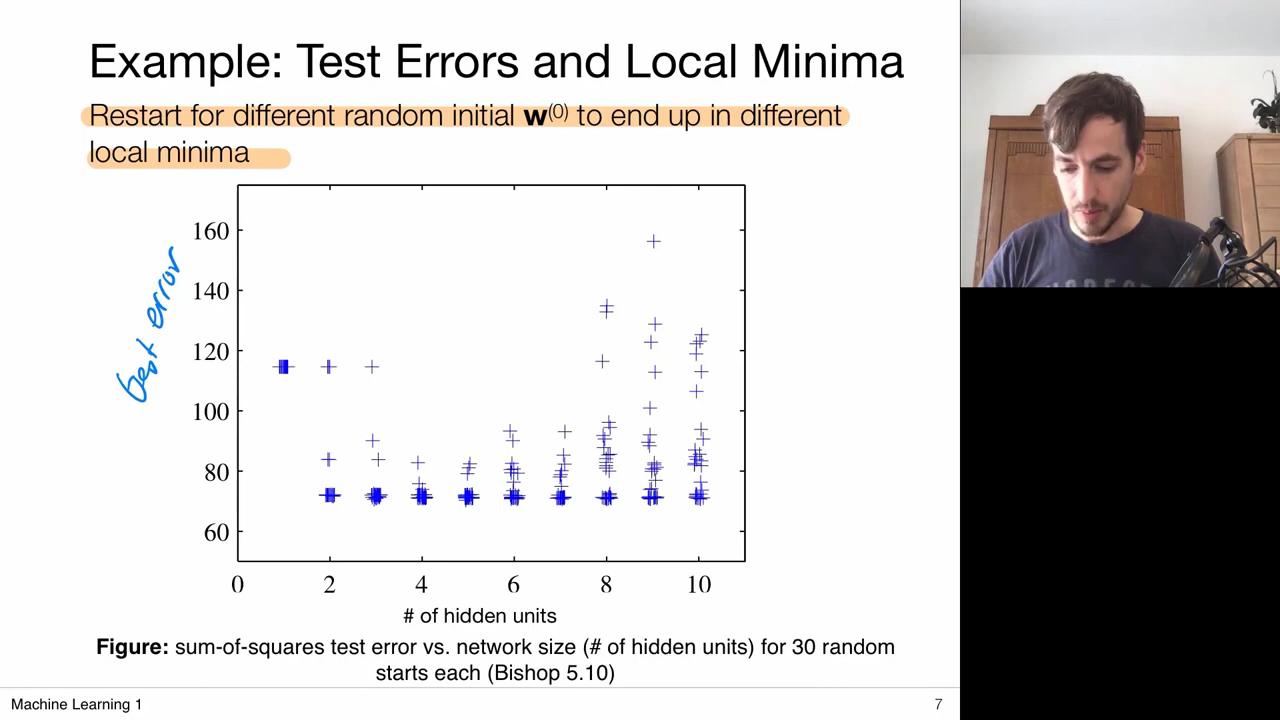 Example: Test Errors and Local Minima
Restart for different random initial w(0) to end up in different
local minima
160
140
120
100
80
60
0 2 4 6 8 10
# of hidden units
Figure: sum-of-squares test error vs. network size (# of hidden units) for 30 random
starts each (Bishop 5.10)
Machine Learning 1
7